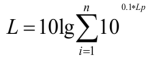 L = 10lg∑_{i=1}^{n}10^{0.1*Lp}